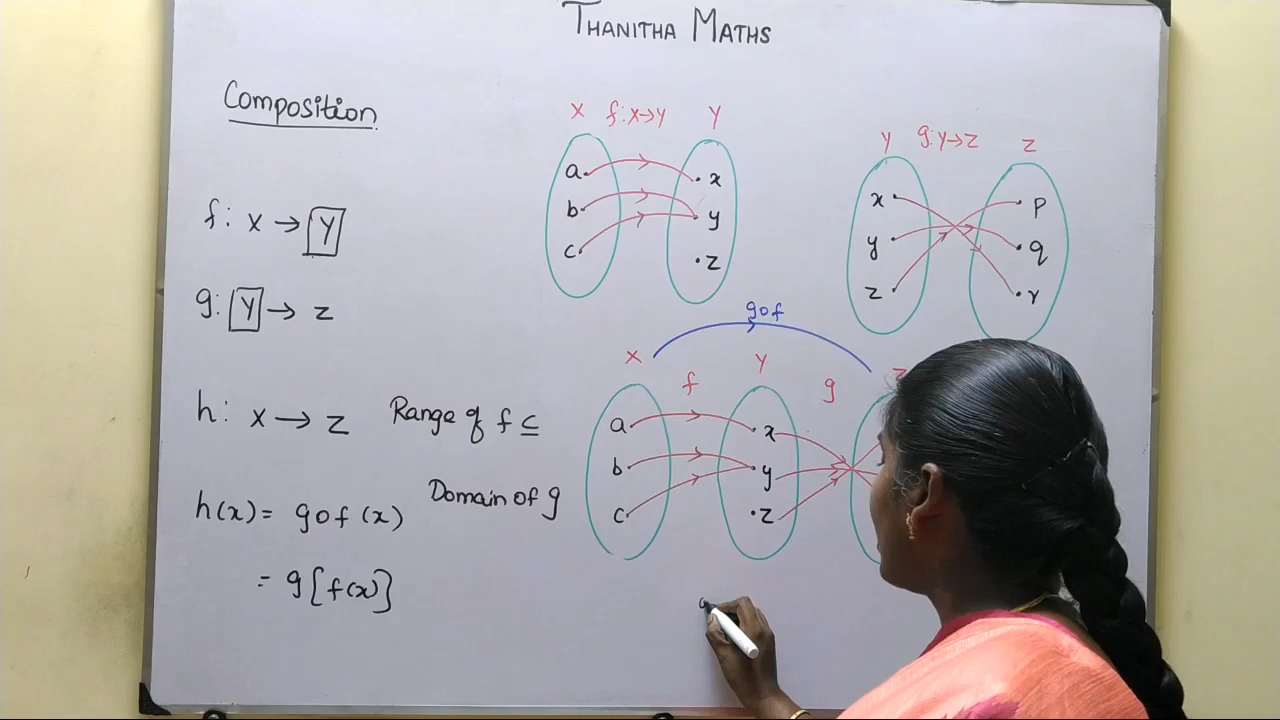 THANITHA MATHS
Composition
f: X → Y
g: Y → Z
h: X → Z Range of f ⊆
Domain of g
h(x) = gof(x)
= g[f(x)]
X f:X→Y Y
a x
b y
c z
Y g:Y→Z Z
x p
y q
z r
gof
X f Y g Z
a x
b y
c z